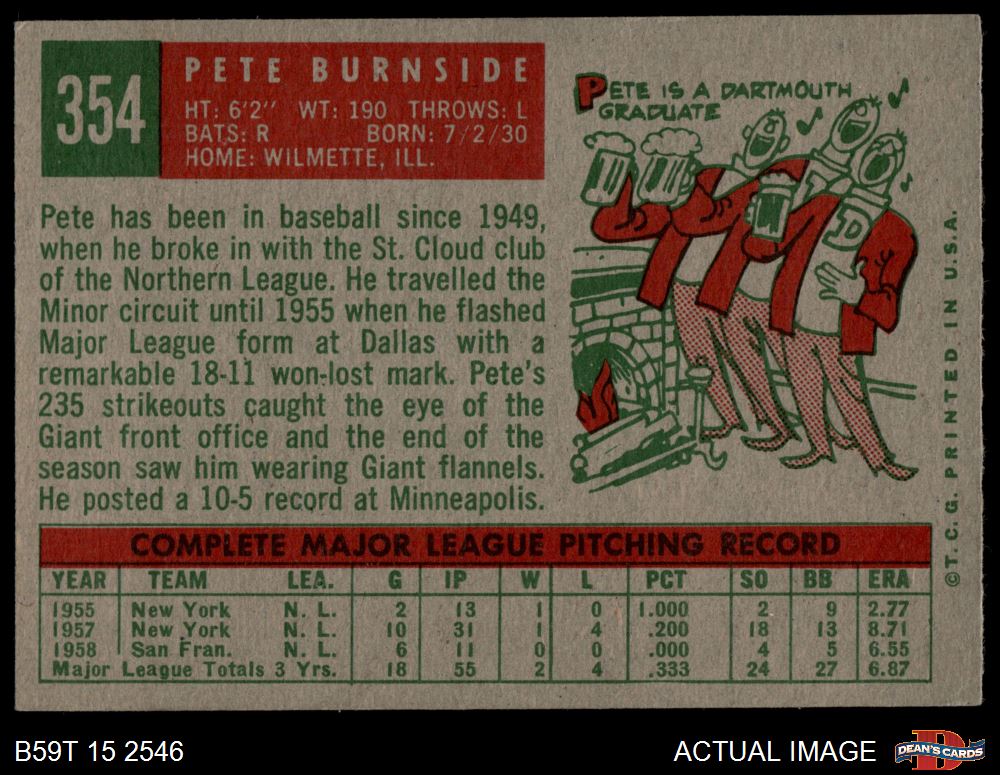 354
PETE BURNSIDE
HT: 6'2" WT: 190 THROWS: L
BATS: R BORN: 7/2/30
HOME: WILMETTE, ILL.
PETE IS A DARTMOUTH
GRADUATE
D
Pete has been in baseball since 1949,
when he broke in with the St. Cloud club
of the Northern League. He travelled the
Minor circuit until 1955 when he flashed
Major League form at Dallas with a
remarkable 18-11 won-lost mark. Pete's
235 strikeouts caught the eye of the
Giant front office and the end of the
season saw him wearing Giant flannels.
He posted a 10-5 record at Minneapolis.
COMPLETE MAJOR LEAGUE PITCHING RECORD
YEAR TEAM LEA. G IP W L PCT SO BB ERA
1955 New York N. L. 2 13 1 0 1.000 2 9 2.77
1957 New York N. L. 10 31 1 4 .200 18 13 8.71
1958 San Fran. N. L. 6 11 0 0 .000 4 5 6.55
Major League Totals 3 Yrs. 18 55 2 4 .333 24 27 6.87
© T. C. G. PRINTED IN U.S.A.
B59T 15 2546
ACTUAL IMAGE
DEAN'S CARDS